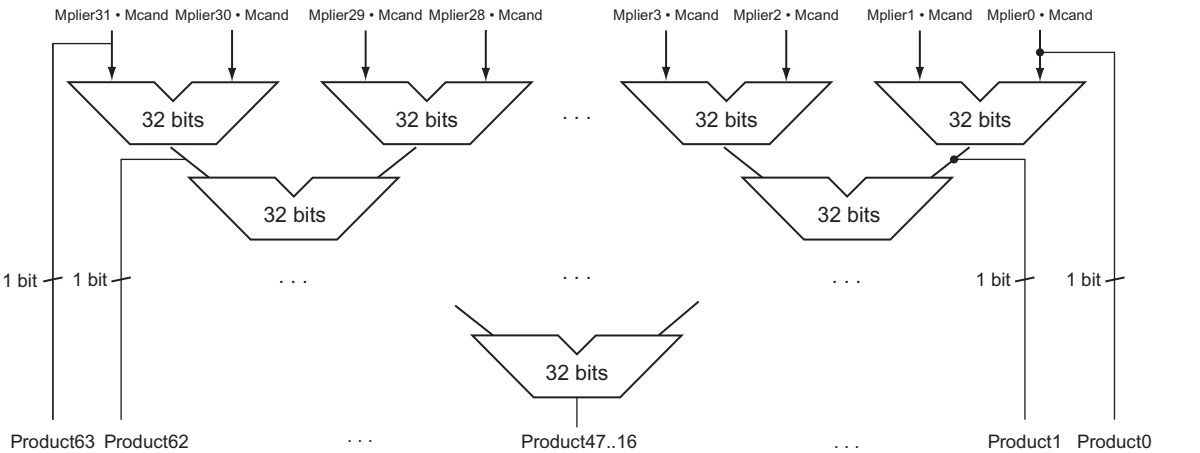 Mplier31 • Mcand Mplier30 • Mcand Mplier29 • Mcand Mplier28 • Mcand Mplier3 • Mcand Mplier2 • Mcand Mplier1 • Mcand Mplier0 • Mcand
32 bits 32 bits . . . 32 bits 32 bits
32 bits 32 bits
1 bit 1 bit . . . . . . . . . 1 bit 1 bit
32 bits
Product63 Product62 . . . Product47..16 . . . Product1 Product0